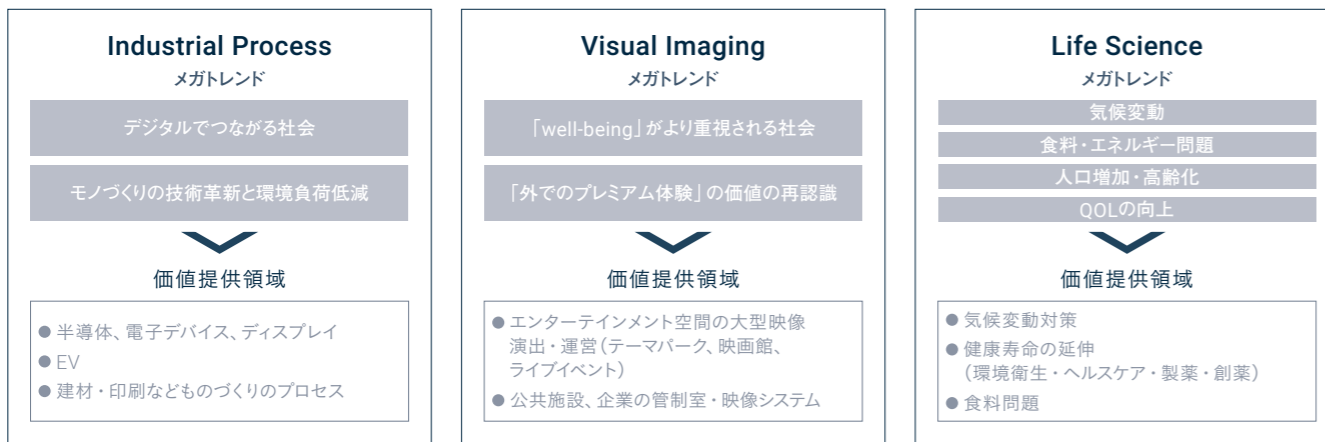 Industrial Process
メガトレンド
デジタルでつながる社会
モノづくりの技術革新と環境負荷低減
価値提供領域
● 半導体、電子デバイス、ディスプレイ
● EV
● 建材・印刷などものづくりのプロセス
Visual Imaging
メガトレンド
「well-being」がより重視される社会
「外でのプレミアム体験」の価値の再認識
価値提供領域
● エンターテインメント空間の大型映像
演出・運営(テーマパーク、映画館、
ライブイベント)
● 公共施設、企業の管制室・映像システム
Life Science
メガトレンド
気候変動
食料・エネルギー問題
人口増加・高齢化
QOLの向上
価値提供領域
● 気候変動対策
● 健康寿命の延伸
(環境衛生・ヘルスケア・製薬・創薬)
● 食料問題